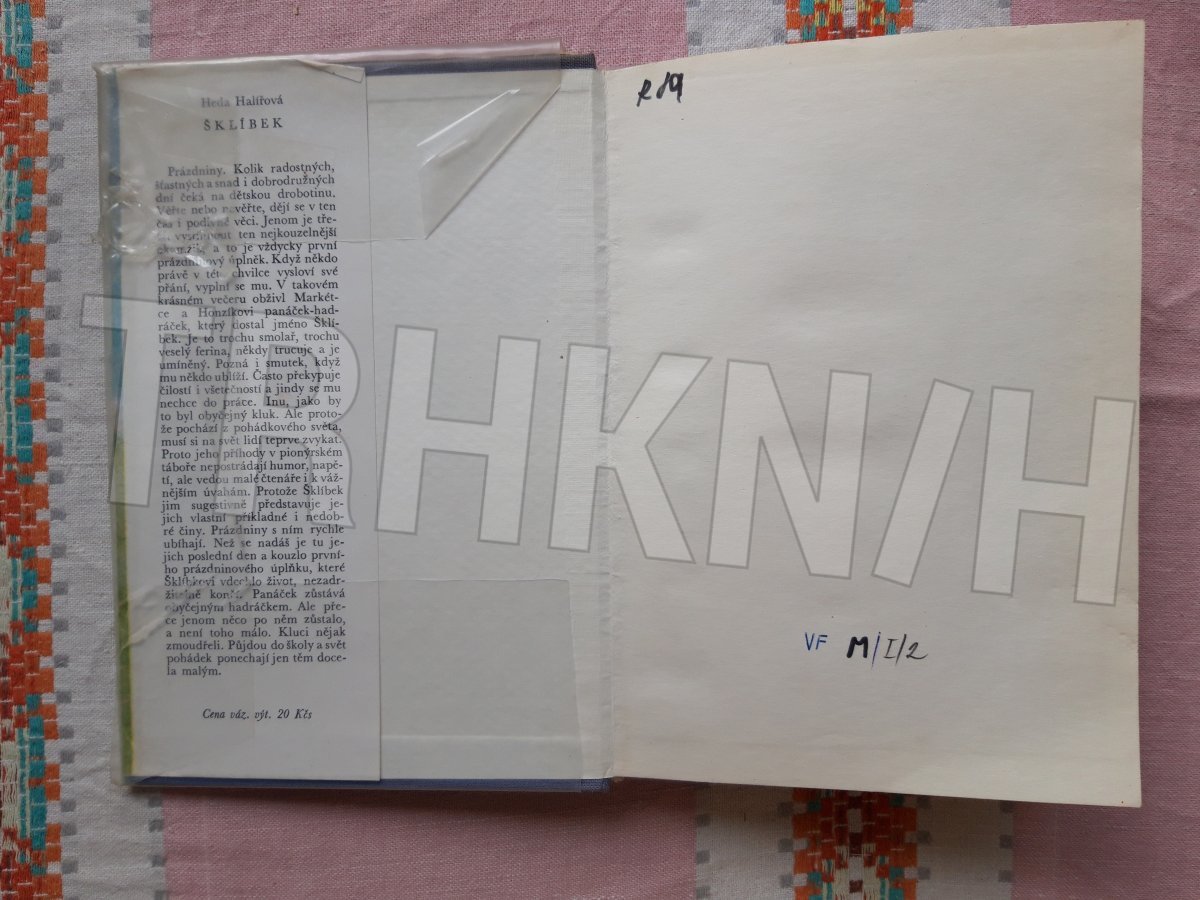 Heda Halířová
ŠKLÍBEK
Prázdniny. Kolik radostných,
šťastných a snad i dobrodružných
dní čeká na dětskou drobotinu.
Věřte nebo nevěřte, dějí se v ten
čas i podivné věci. Jenom je tře-
ba vystihnout ten nejkouzelnější
okamžik, a to je vždycky první
prázdninový úplněk. Když někdo
právě v této chvilce vysloví své
přání, vyplní se mu. V takovém
krásném večeru obživl Markét-
ce a Honzíkovi panáček-had-
ráček, který dostal jméno Šklí-
bek. Je to trochu smolař, trochu
veselý ferina, někdy trucuje a je
umíněný. Pozná i smutek, když
mu někdo ublíží. Často překypuje
čilostí i všetečností a jindy se mu
nechce do práce. Inu, jako by
to byl obyčejný kluk. Ale proto-
že pochází z pohádkového světa,
musí si na svět lidí teprve zvykat.
Proto jeho příhody v pionýrském
táboře nepostrádají humor, napě-
tí, ale vedou malé čtenáře i k váž-
nějším úvahám. Protože Šklíbek
jim sugestivně představuje je-
jich vlastní příkladné i nedob-
ré činy. Prázdniny s ním rychle
ubíhají. Než se nadáš je tu je-
jich poslední den a kouzlo první-
ho prázdninového úplňku, které
Šklíbkovi vdechlo život, nezadr-
žitelně končí. Panáček zůstává
obyčejným hadráčkem. Ale pře-
ce jenom něco po něm zůstalo,
a není toho málo. Kluci nějak
zmoudřeli. Půjdou do školy a svět
pohádek ponechají jen těm doce-
la malým.
Cena váz. výt. 20 Kčs
TRHKNI/H
VF M/I/2